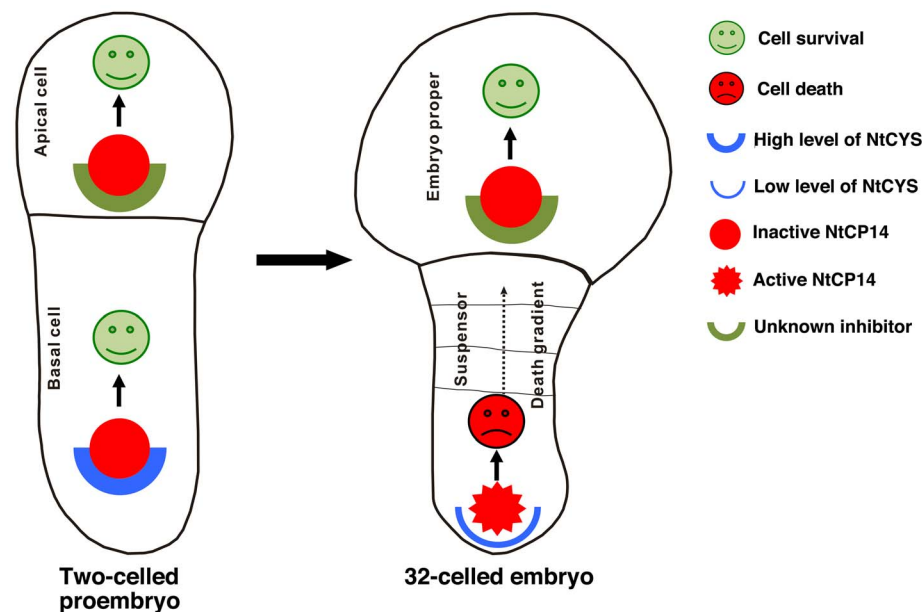 Apical cell
Basal cell
Two-celled
proembryo
Embryo proper
Suspensor
Death gradient
32-celled embryo
Cell survival
Cell death
High level of NtCYS
Low level of NtCYS
Inactive NtCP14
Active NtCP14
Unknown inhibitor